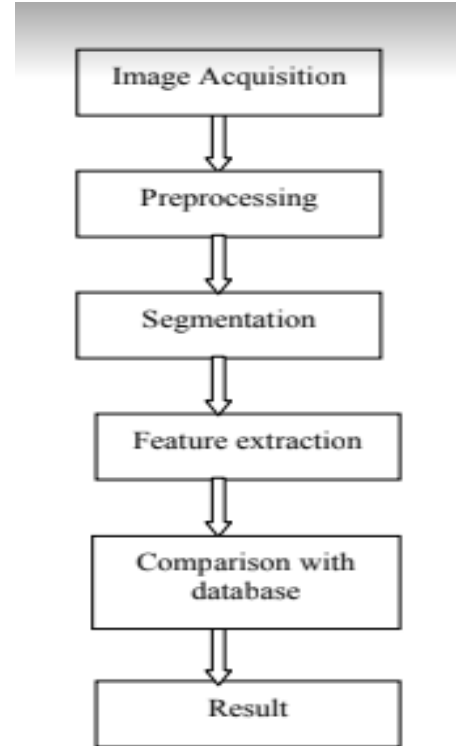 Image Acquisition
Preprocessing
Segmentation
Feature extraction
Comparison with
database
Result